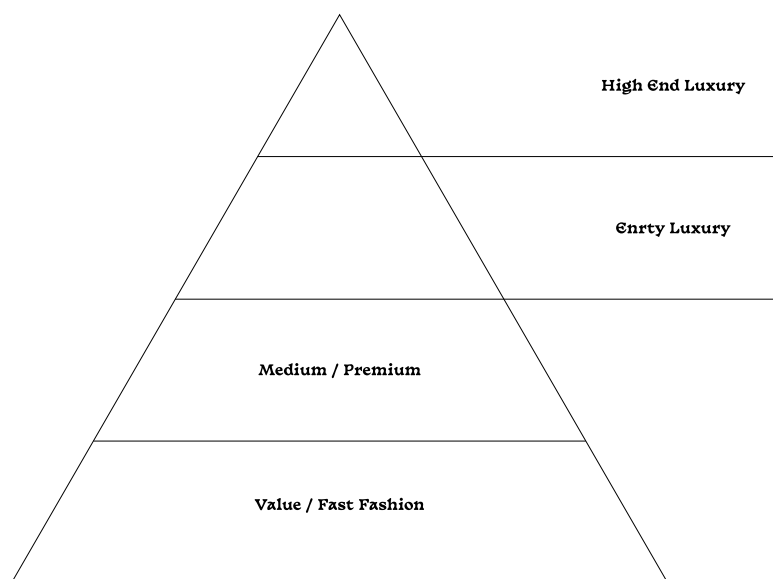 High End Luxury
Enrty Luxury
Medium / Premium
Value / Fast Fashion